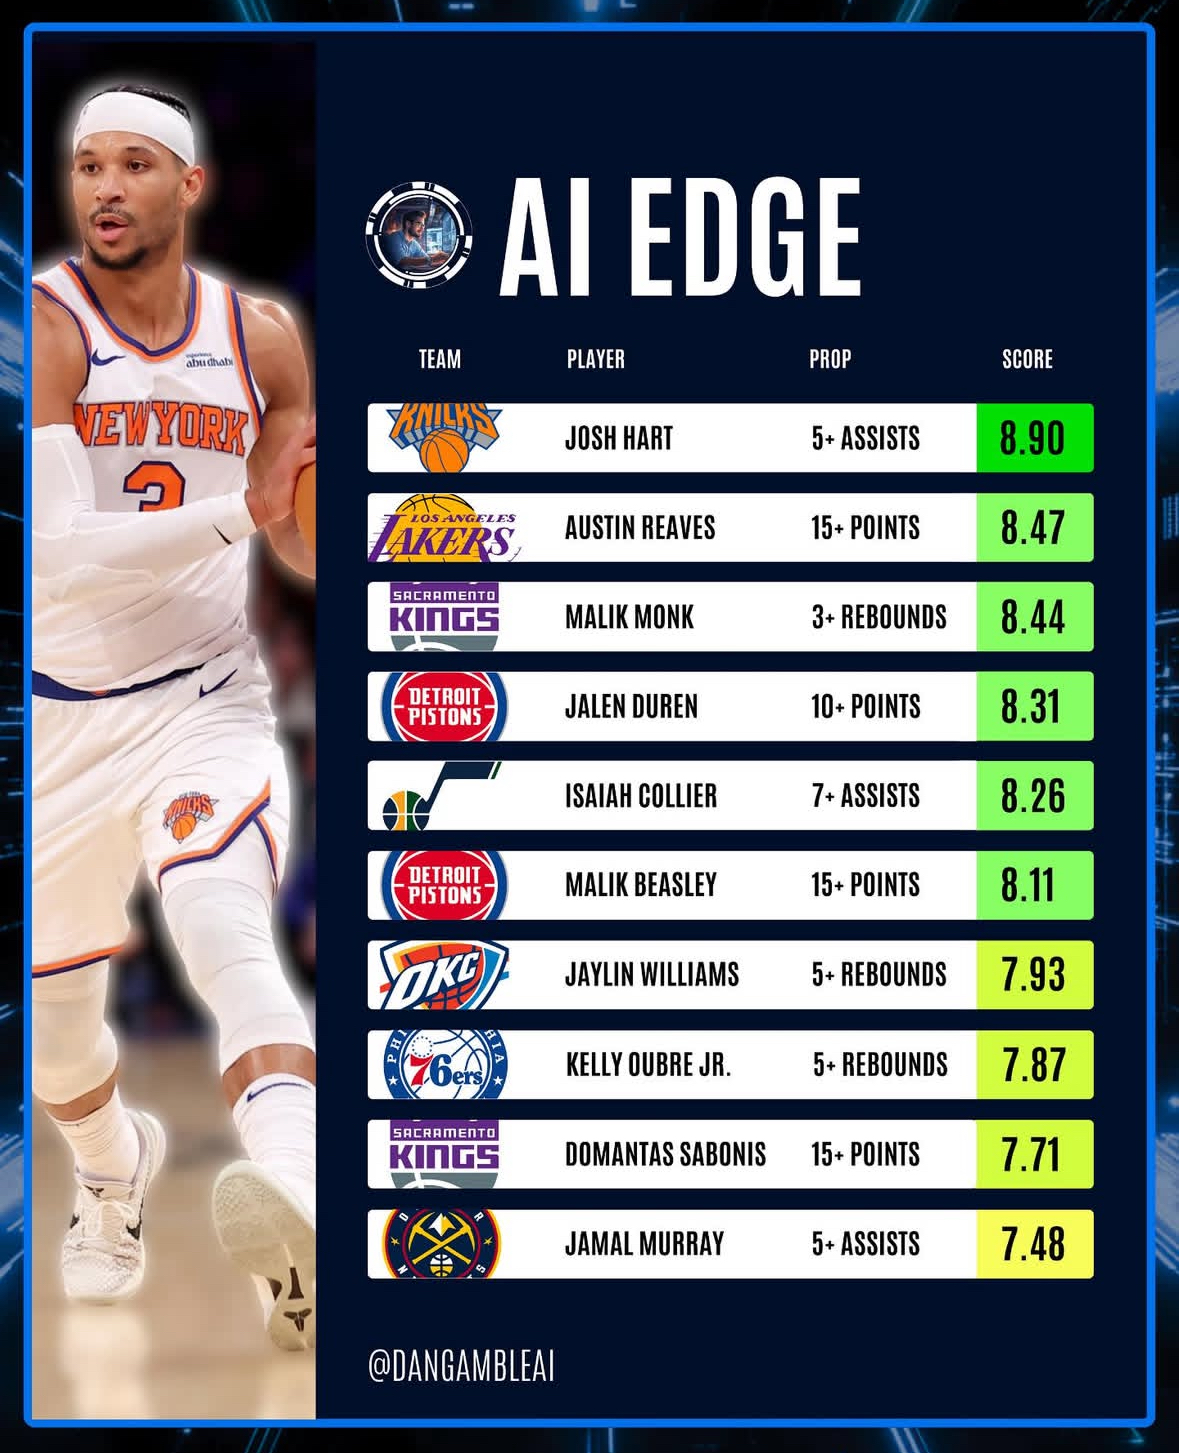 AI EDGE
TEAM PLAYER PROP SCORE
KNICKS JOSH HART 5+ ASSISTS 8.90
LOS ANGELES
LAKERS AUSTIN REAVES 15+ POINTS 8.47
SACRAMENTO
KINGS MALIK MONK 3+ REBOUNDS 8.44
DETROIT
PISTONS JALEN DUREN 10+ POINTS 8.31
ISAIAH COLLIER 7+ ASSISTS 8.26
DETROIT
PISTONS MALIK BEASLEY 15+ POINTS 8.11
OKC JAYLIN WILLIAMS 5+ REBOUNDS 7.93
76ers KELLY OUBRE JR. 5+ REBOUNDS 7.87
SACRAMENTO
KINGS DOMANTAS SABONIS 15+ POINTS 7.71
JAMAL MURRAY 5+ ASSISTS 7.48
@DANGAMBLEAI
experience
abu dhabi
NEW YORK
3
KNICKS